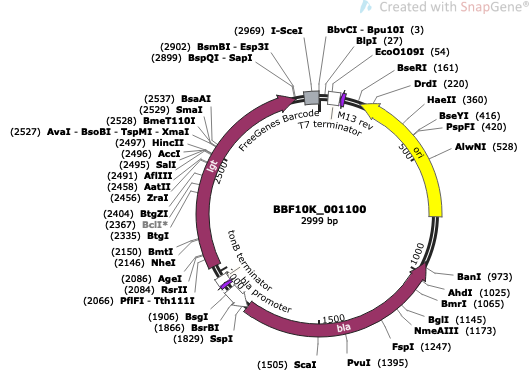 Created with SnapGene®
(2969) I-SceI
BbvCI - Bpu10I (3)
(2902) BsmBI - Esp3I
BlpI (27)
(2899) BspQI - SapI
EcoO109I (54)
BseRI (161)
DrdI (220)
HaeII (360)
BseYI (416)
PspFI (420)
AlwNI (528)
(2537) BsaAI
(2529) SmaI
(2528) BmeT110I
(2527) AvaI - BsoBI - TspMI - XmaI
(2497) HincII
(2496) AccI
(2495) SalI
(2491) AflIII
(2458) AatII
(2456) ZraI
(2404) BtgZI
(2367) BclI*
(2335) BtgI
(2150) BmtI
(2146) NheI
(2086) AgeI
(2084) RsrII
(2066) PflFI - Tth111I
(1906) BsgI
(1866) BsrBI
(1829) SspI
(1505) ScaI
PvuI (1395)
FspI (1247)
NmeAIII (1173)
BglI (1145)
BmrI (1065)
AhdI (1025)
BanI (973)
FreeGenes Barcode
T7 terminator
M13 rev
ori
500
1000
1500
bla
bla promoter
tonB terminator
lgt
2500
BBF10K_001100
2999 bp